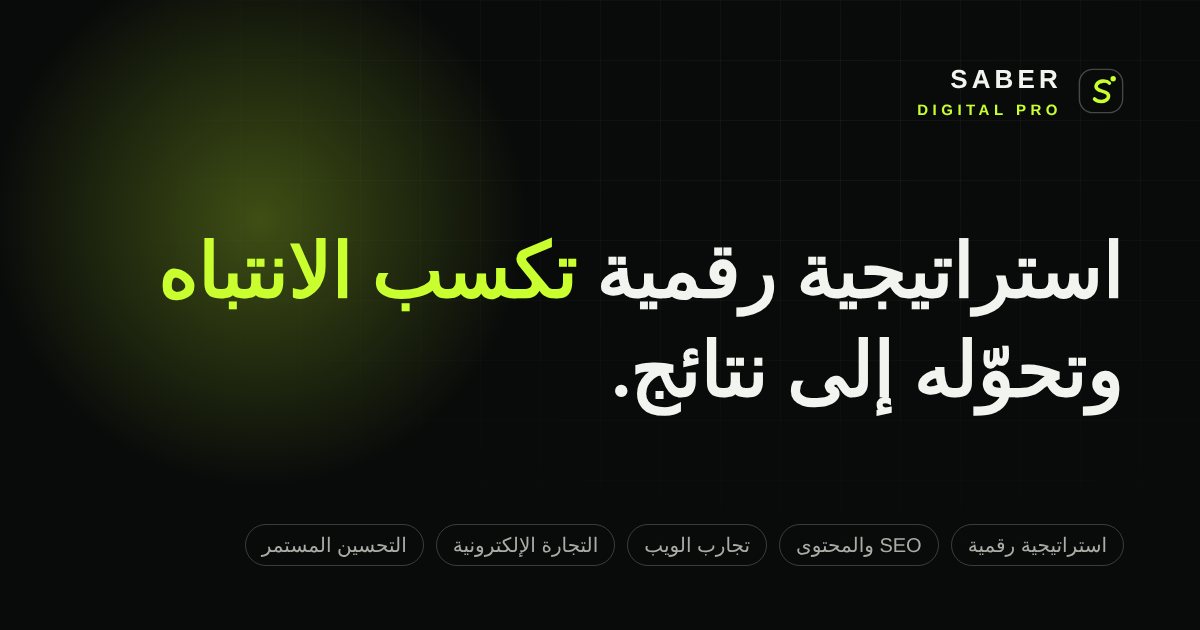 SABER
DIGITAL PRO
استراتيجية رقمية تكسب الانتباه
وتحوّله إلى نتائج.
استراتيجية رقمية
SEO والمحتوى
تجارب الويب
التجارة الإلكترونية
التحسين المستمر